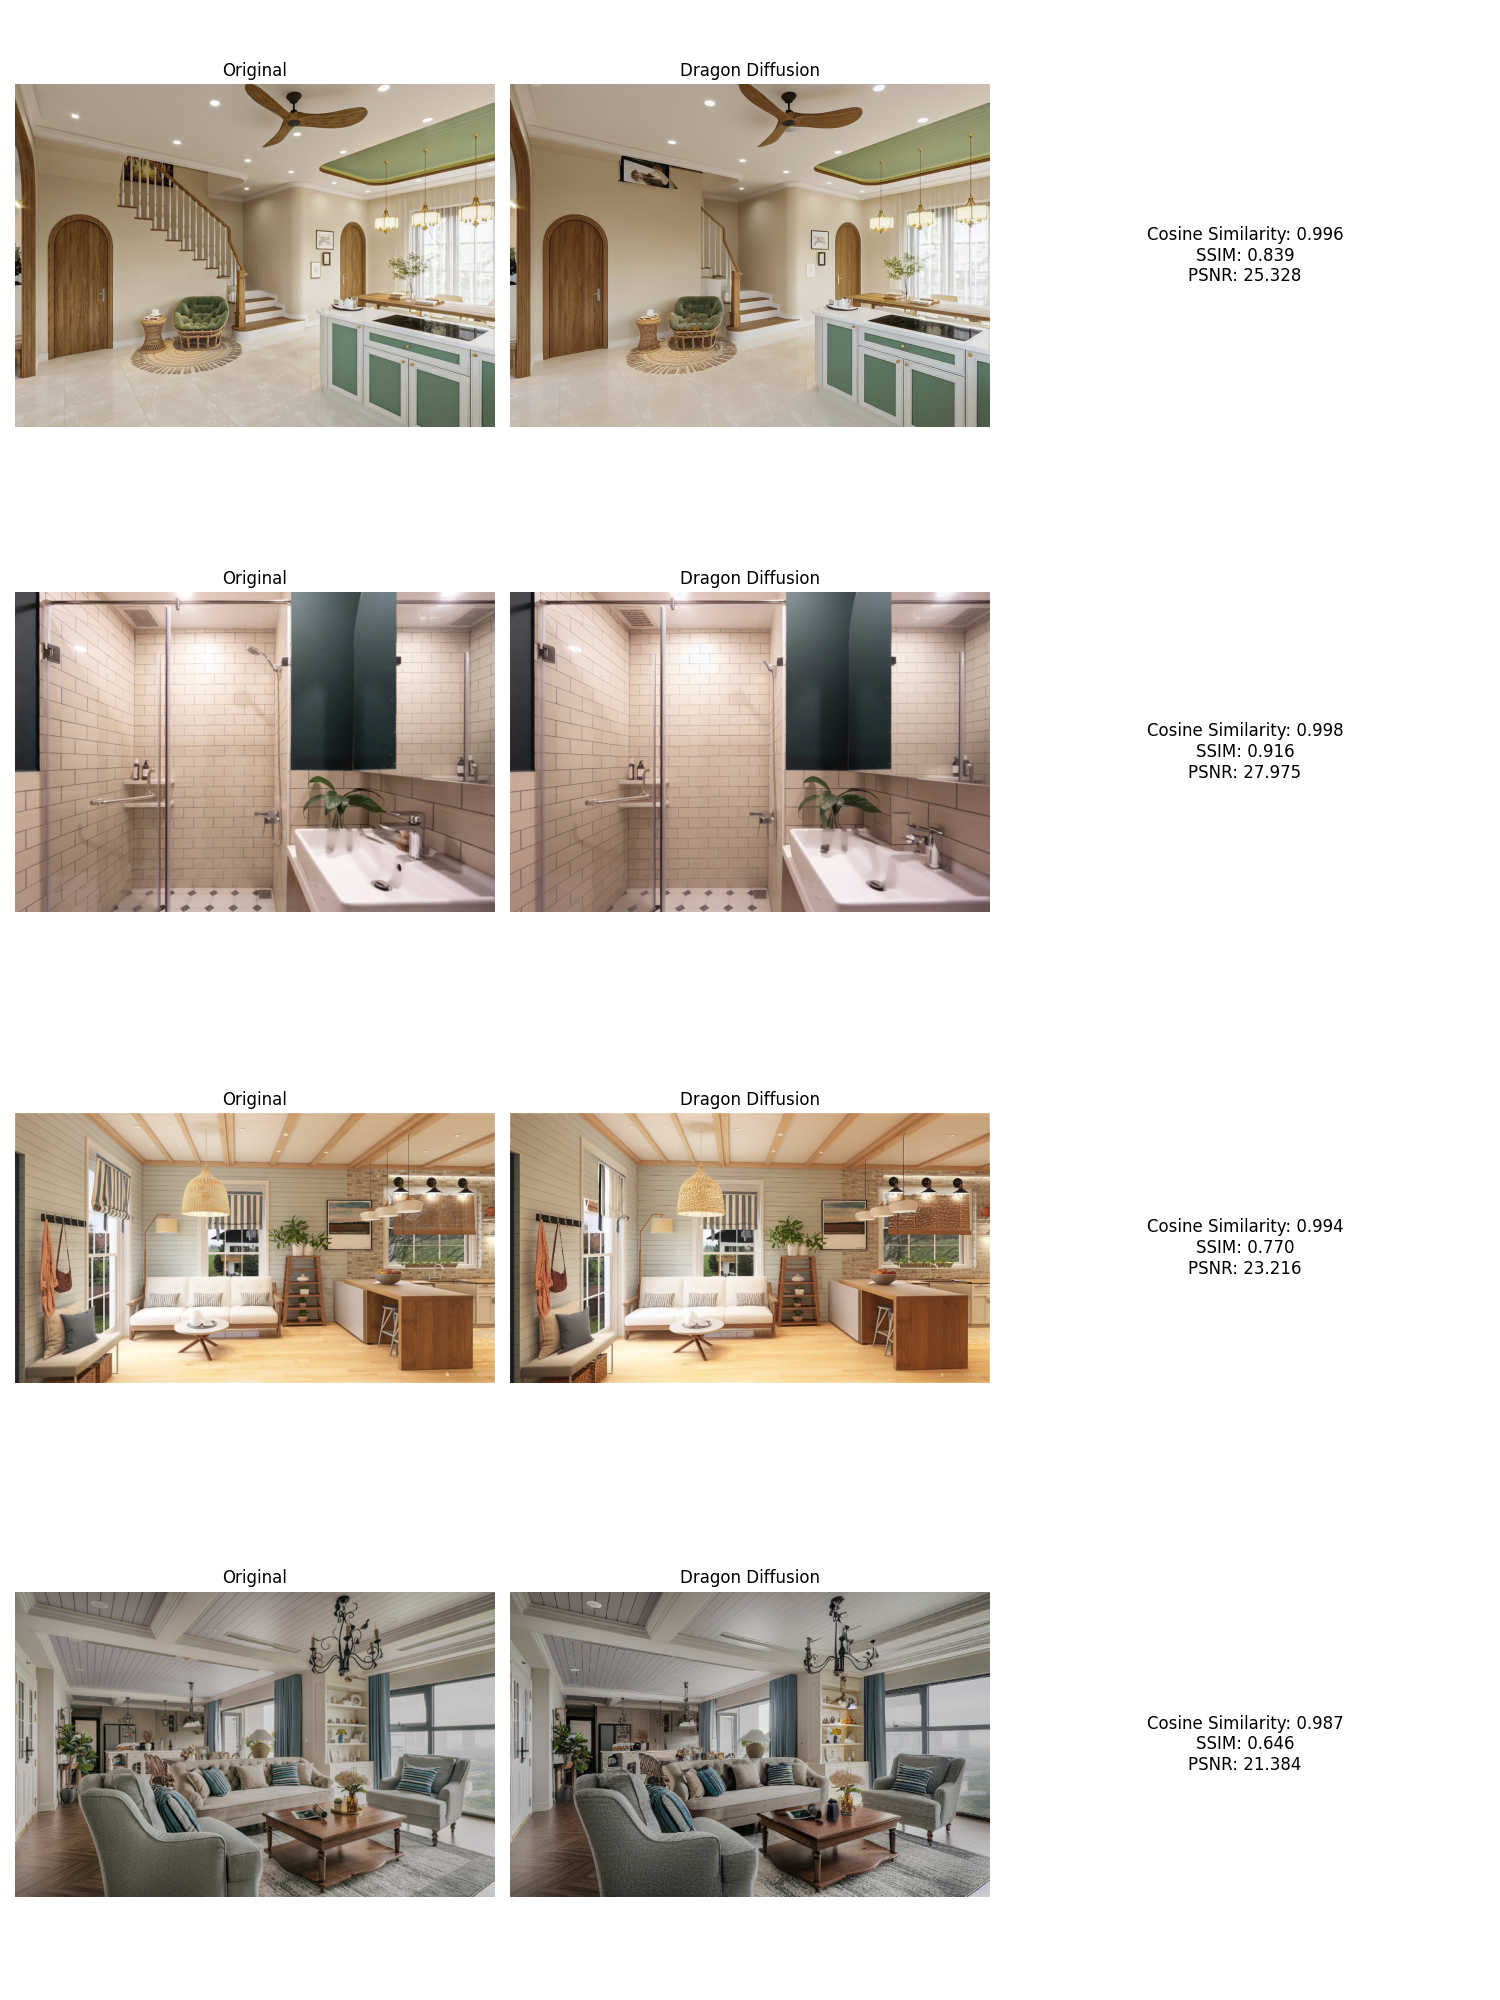 Original
Dragon Diffusion
Cosine Similarity: 0.996
SSIM: 0.839
PSNR: 25.328
Original
Dragon Diffusion
Cosine Similarity: 0.998
SSIM: 0.916
PSNR: 27.975
Original
Dragon Diffusion
Cosine Similarity: 0.994
SSIM: 0.770
PSNR: 23.216
Original
Dragon Diffusion
Cosine Similarity: 0.987
SSIM: 0.646
PSNR: 21.384